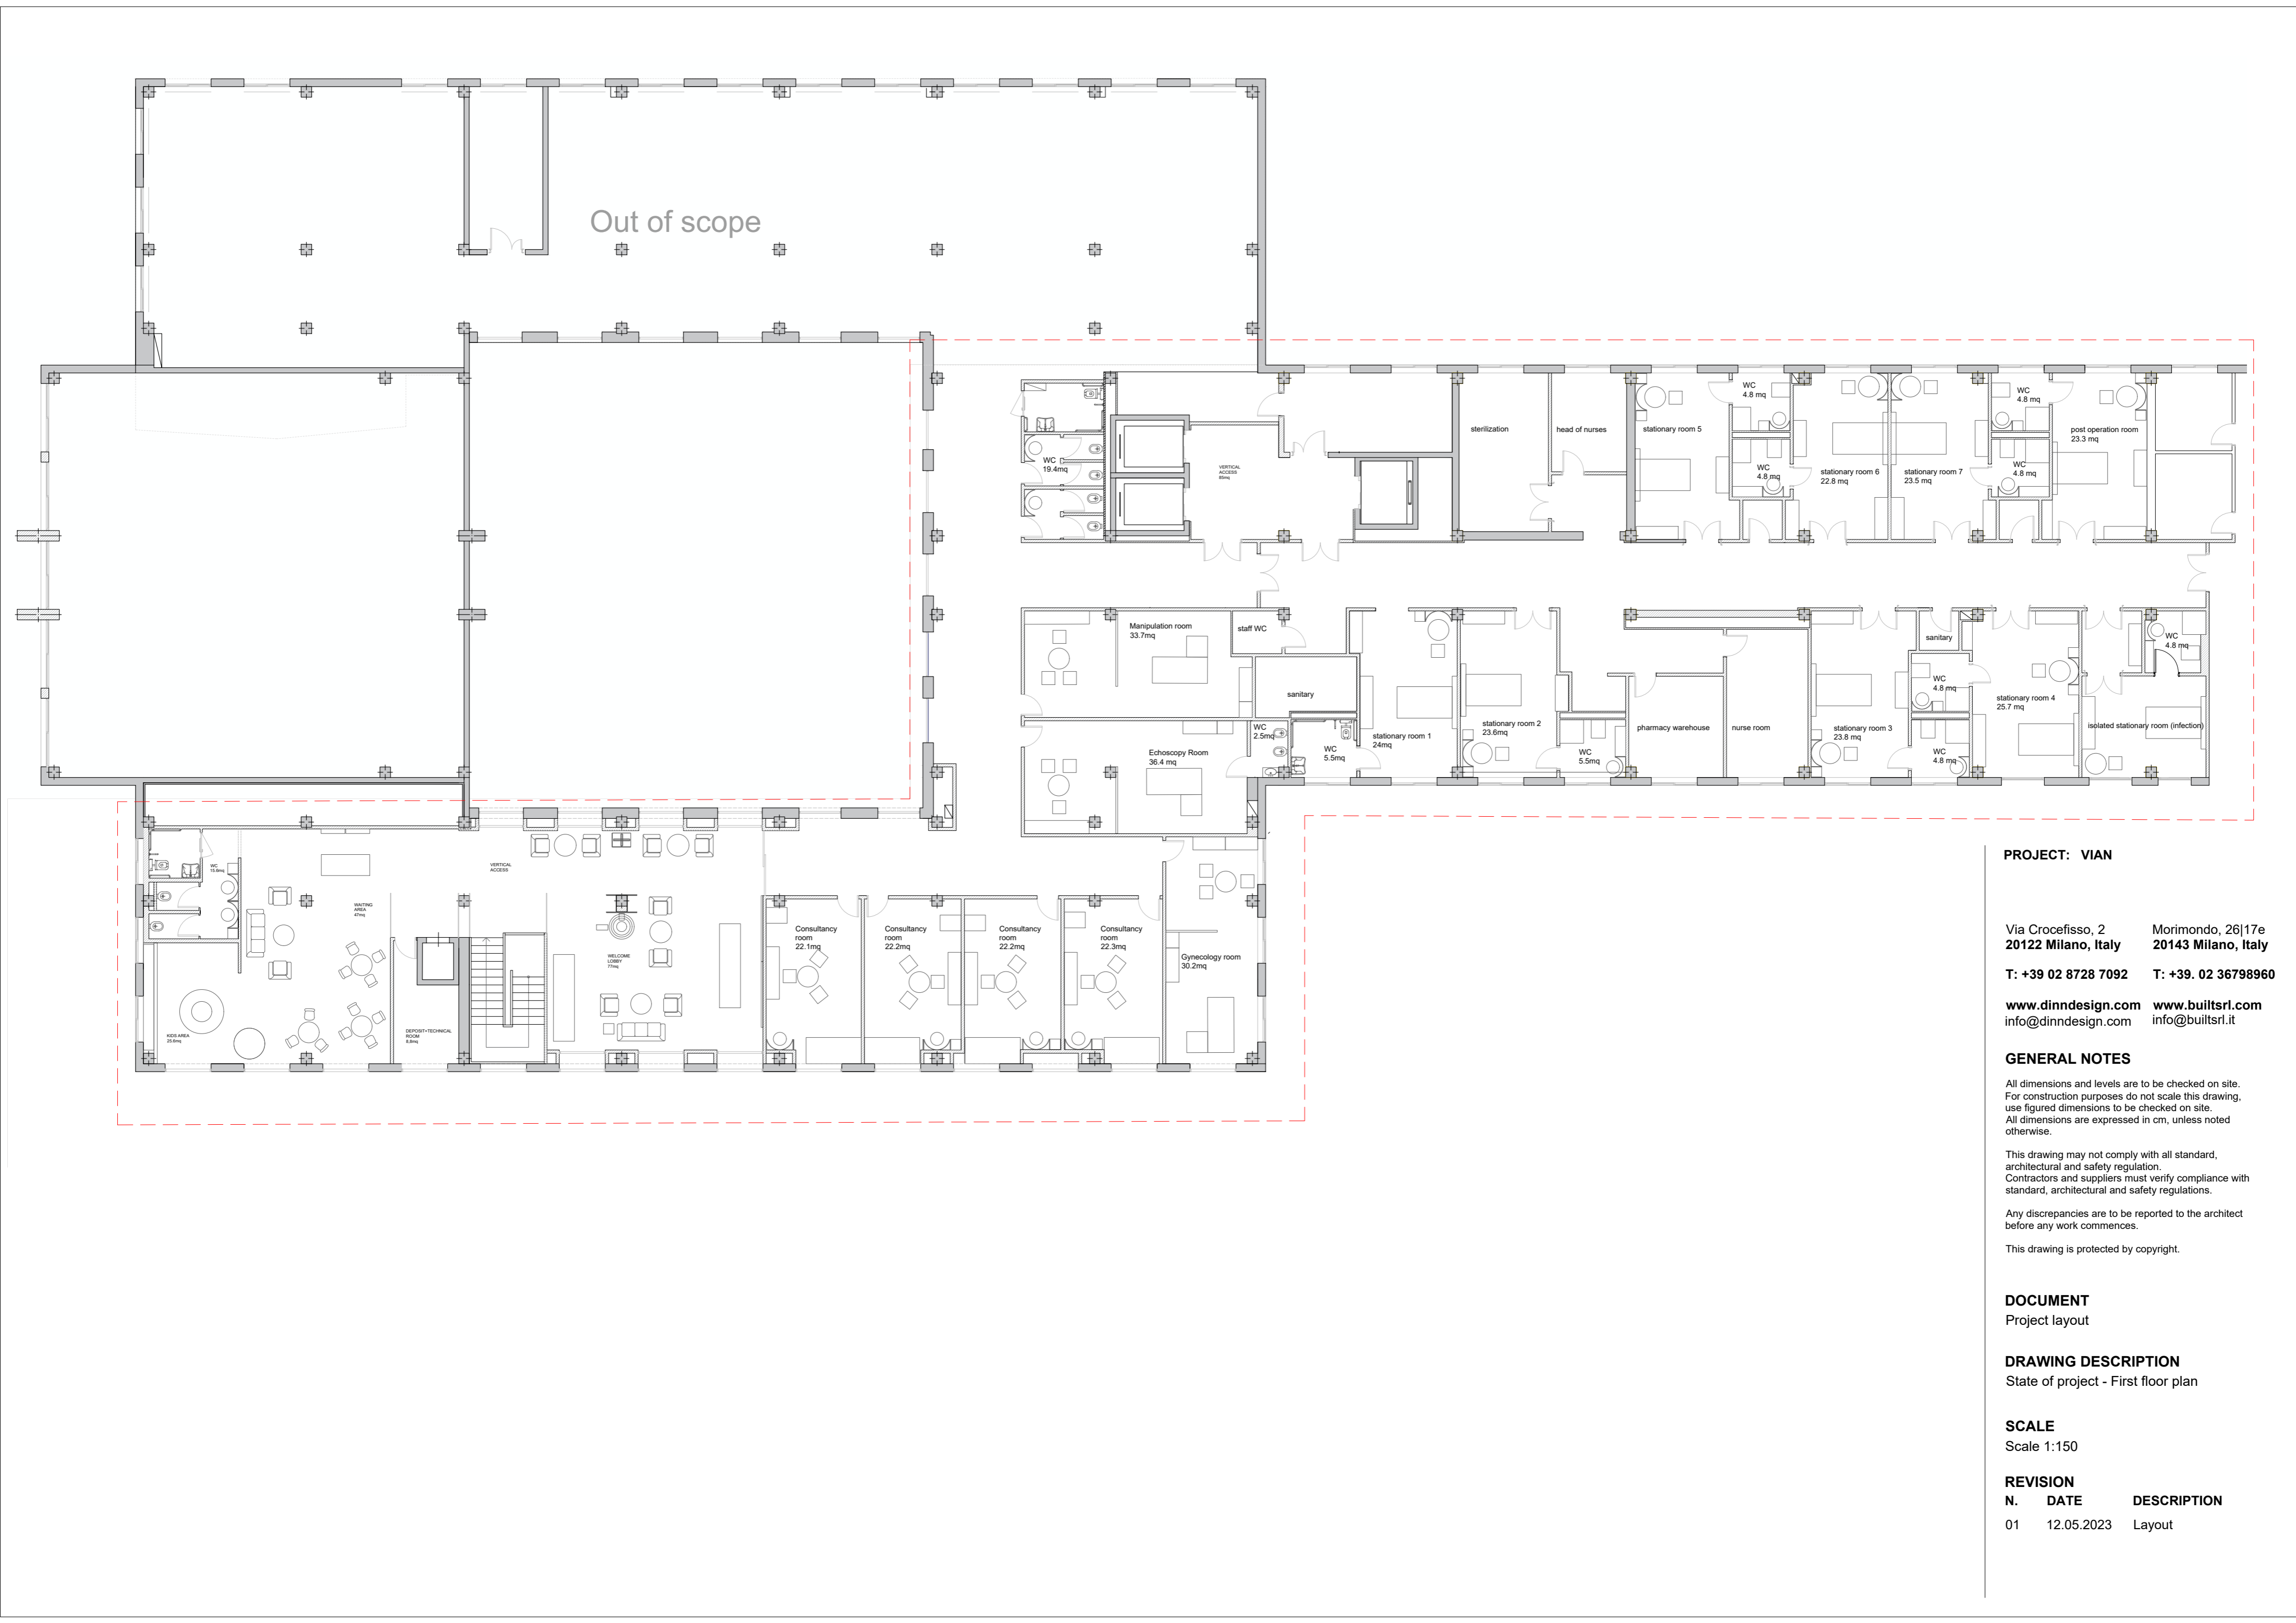 Out of scope
WC
19.4mq
VERTICAL
ACCESS
65mq
sterilization
head of nurses
stationary room 5
WC
4.8 mq
WC
4.8 mq
stationary room 6
22.8 mq
stationary room 7
23.5 mq
WC
4.8 mq
WC
4.8 mq
post operation room
23.3 mq
Manipulation room
33.7mq
staff WC
sanitary
Echoscopy Room
36.4 mq
WC
2.5mq
WC
5.5mq
stationary room 1
24mq
stationary room 2
23.6mq
WC
5.5mq
pharmacy warehouse
nurse room
stationary room 3
23.8 mq
sanitary
WC
4.8 mq
WC
4.8 mq
stationary room 4
25.7 mq
WC
4.8 mq
isolated stationary room (infection)
WC
15.6mq
WAITING
AREA
47mq
VERTICAL
ACCESS
KIDS AREA
25.6mq
DEPOSIT+TECHNICAL
ROOM
8.8mq
WELCOME
LOBBY
77mq
Consultancy
room
22.1mq
Consultancy
room
22.2mq
Consultancy
room
22.2mq
Consultancy
room
22.3mq
Gynecology room
30.2mq
PROJECT: VIAN
Via Crocefisso, 2
20122 Milano, Italy
T: +39 02 8728 7092
www.dinndesign.com
info@dinndesign.com
Morimondo, 26|17e
20143 Milano, Italy
T: +39. 02 36798960
www.builtsrl.com
info@builtsrl.it
GENERAL NOTES
All dimensions and levels are to be checked on site.
For construction purposes do not scale this drawing,
use figured dimensions to be checked on site.
All dimensions are expressed in cm, unless noted
otherwise.
This drawing may not comply with all standard,
architectural and safety regulation.
Contractors and suppliers must verify compliance with
standard, architectural and safety regulations.
Any discrepancies are to be reported to the architect
before any work commences.
This drawing is protected by copyright.
DOCUMENT
Project layout
DRAWING DESCRIPTION
State of project - First floor plan
SCALE
Scale 1:150
REVISION
N. DATE DESCRIPTION
01 12.05.2023 Layout